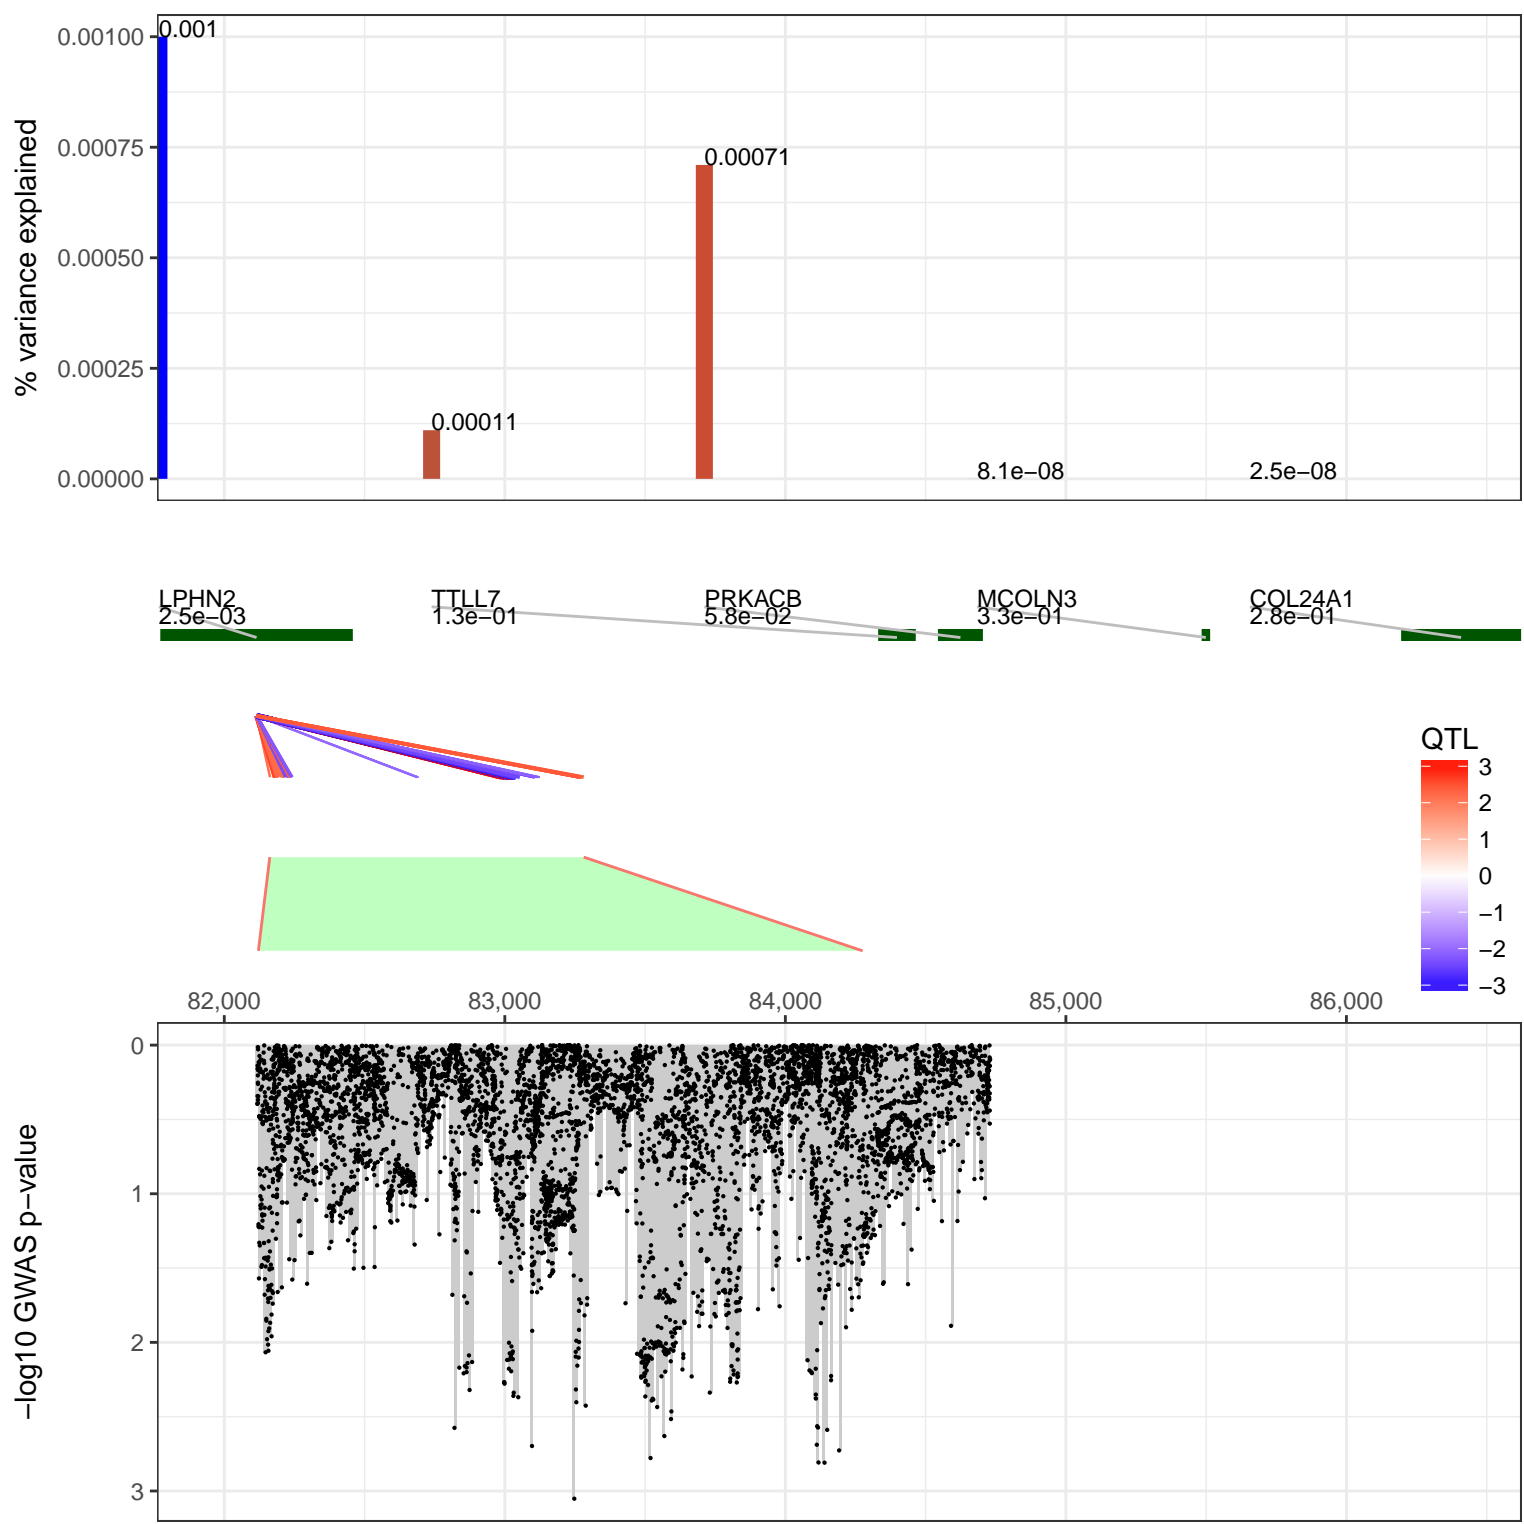 0.001
0.00100
0.00075
0.00071
0.00050
0.00025
0.00011
0.00000
8.1e−08
2.5e−08
% variance explained
LPHN2
2.5e−03
TTLL7
1.3e−01
PRKACB
5.8e−02
MCOLN3
3.3e−01
COL24A1
2.8e−01
QTL
3
2
1
0
−1
−2
−3
82,000
83,000
84,000
85,000
86,000
0
1
2
3
−log10 GWAS p−value